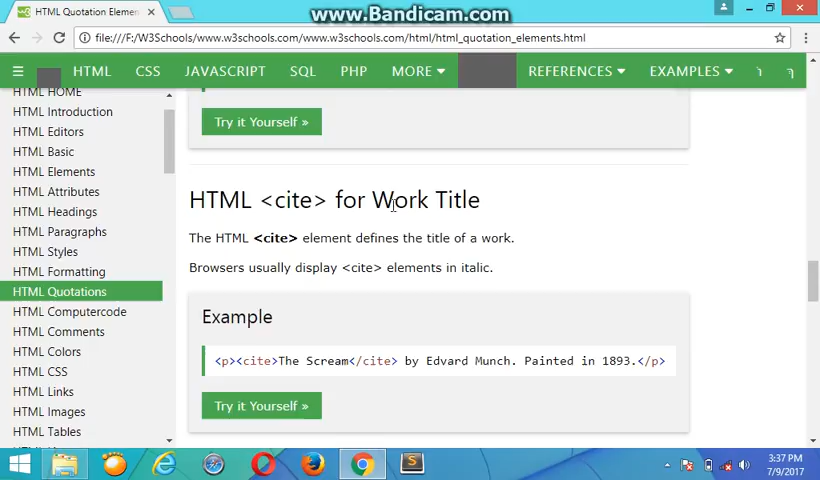 www.Bandicam.com
HTML Quotation Elemen
file:///F:/W3Schools/www.w3schools.com/www.w3schools.com/html/html_quotation_elements.html
HTML CSS JAVASCRIPT SQL PHP MORE REFERENCES EXAMPLES
HTML HOME
HTML Introduction
HTML Editors
HTML Basic
HTML Elements
HTML Attributes
HTML Headings
HTML Paragraphs
HTML Styles
HTML Formatting
HTML Quotations
HTML Computercode
HTML Comments
HTML Colors
HTML CSS
HTML Links
HTML Images
HTML Tables
Try it Yourself »
HTML <cite> for Work Title
The HTML <cite> element defines the title of a work.
Browsers usually display <cite> elements in italic.
Example
<p><cite>The Scream</cite> by Edvard Munch. Painted in 1893.</p>
Try it Yourself »
3:37 PM
7/9/2017